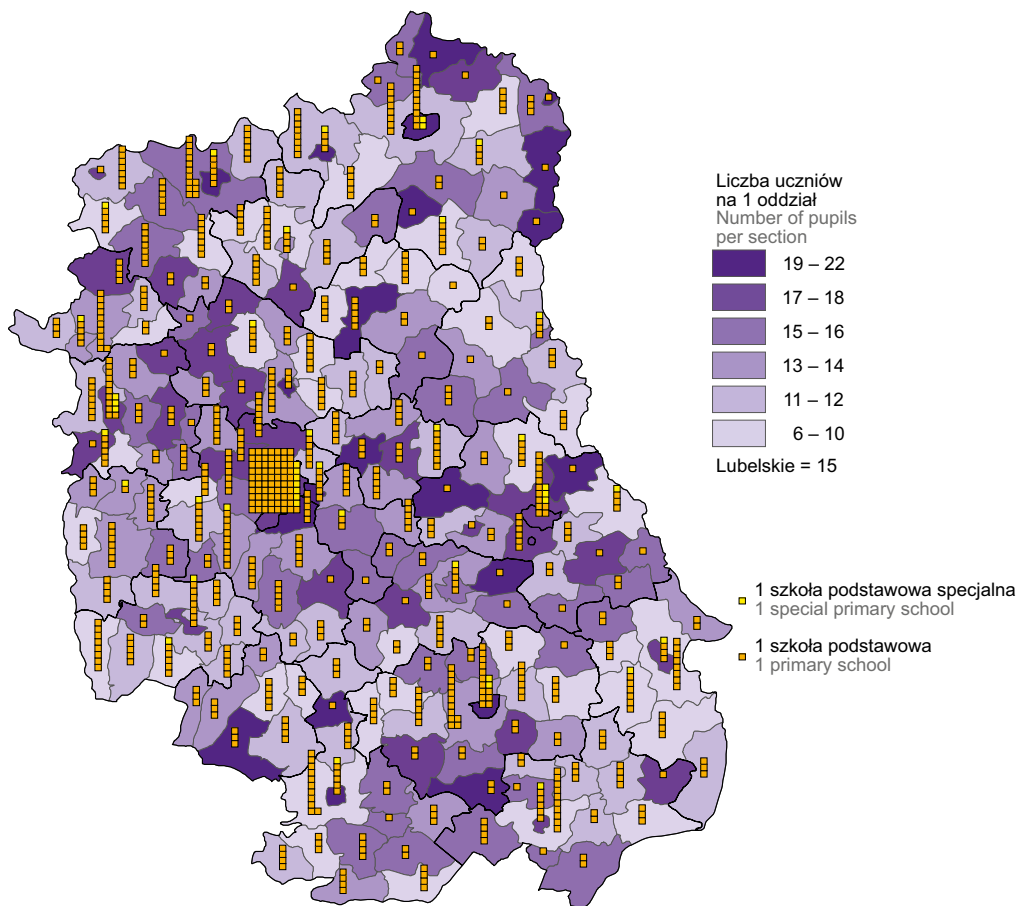 Liczba uczniów
na 1 oddział
Number of pupils
per section
19 – 22
17 – 18
15 – 16
13 – 14
11 – 12
6 – 10
Lubelskie = 15
1 szkoła podstawowa specjalna
1 special primary school
1 szkoła podstawowa
1 primary school